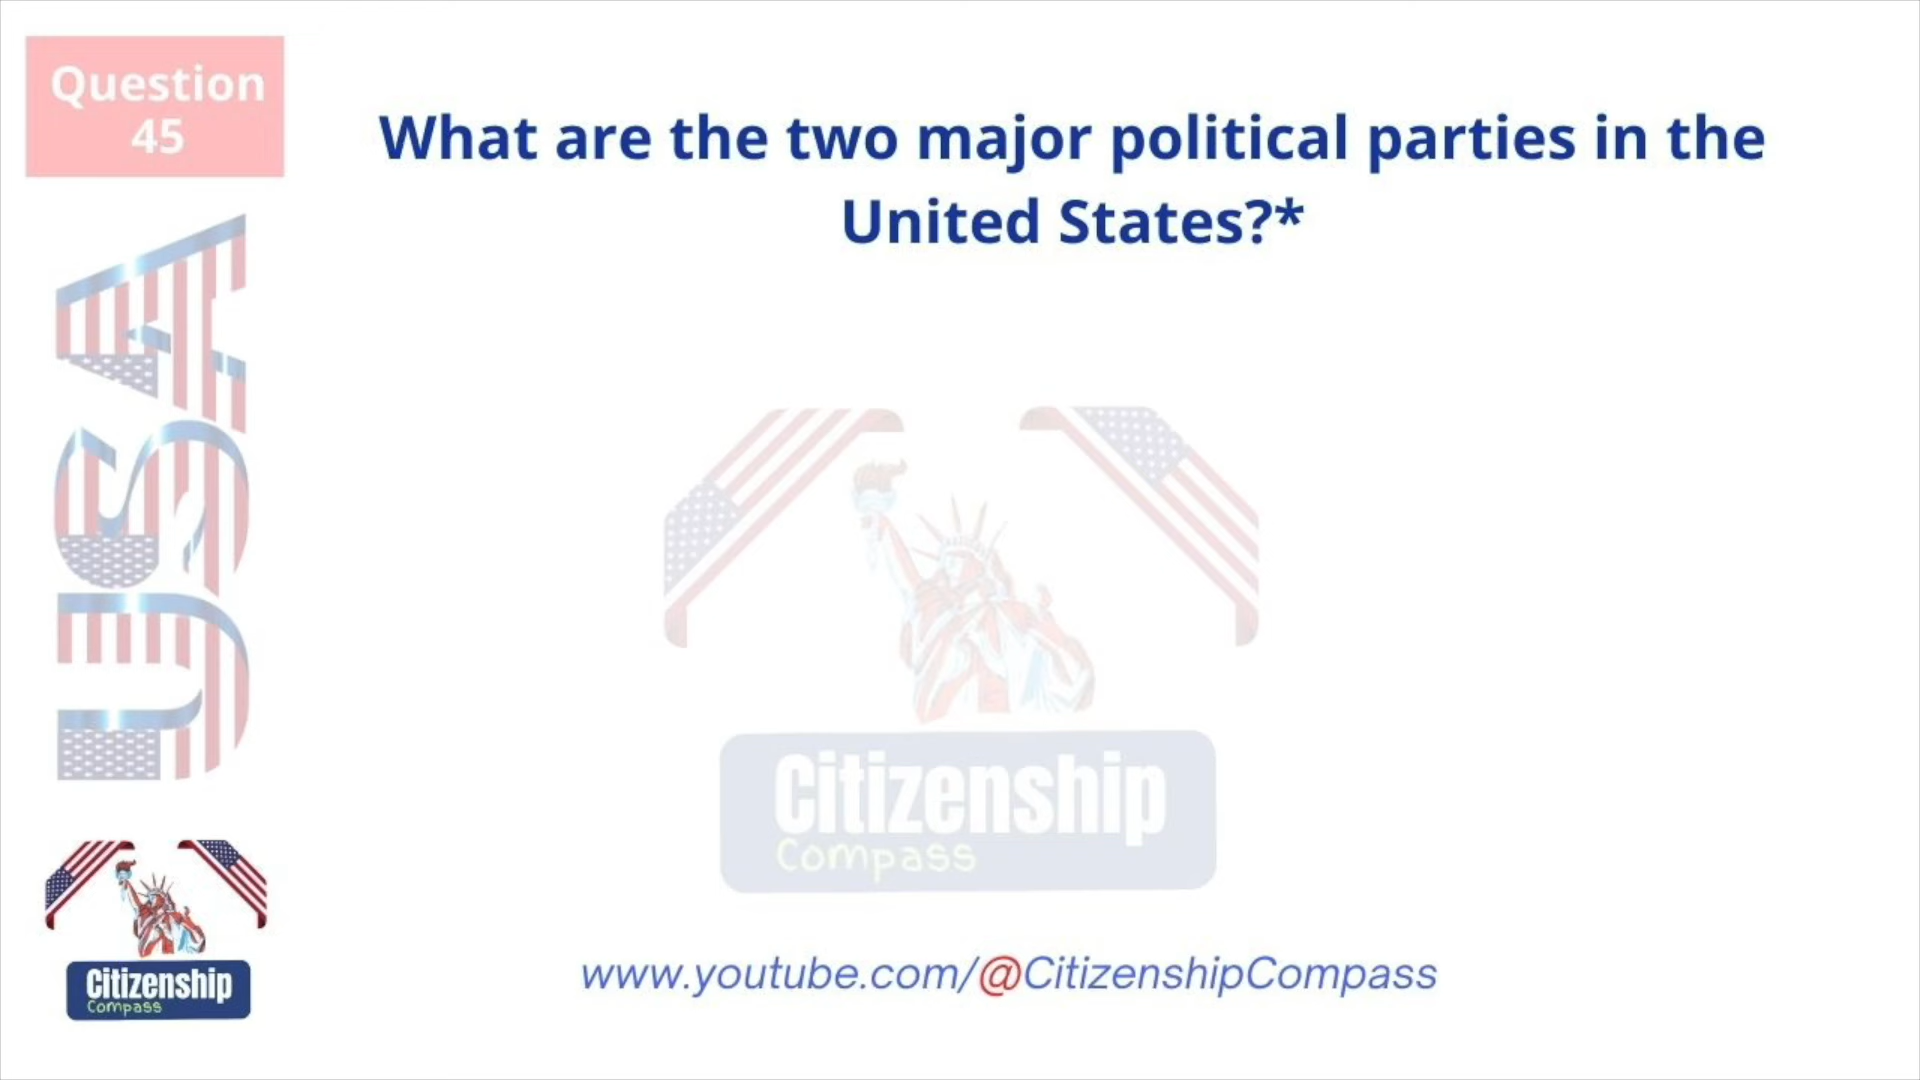 Question
45
What are the two major political parties in the
United States?*
USA
Citizenship
Compass
Citizenship
Compass
www.youtube.com/@CitizenshipCompass